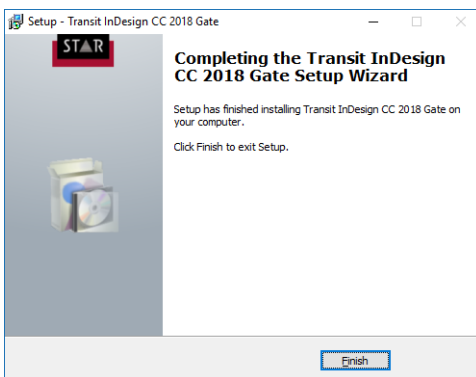 Setup - Transit InDesign CC 2018 Gate
STAR
Completing the Transit InDesign
CC 2018 Gate Setup Wizard
Setup has finished installing Transit InDesign CC 2018 Gate on
your computer.
Click Finish to exit Setup.
Finish